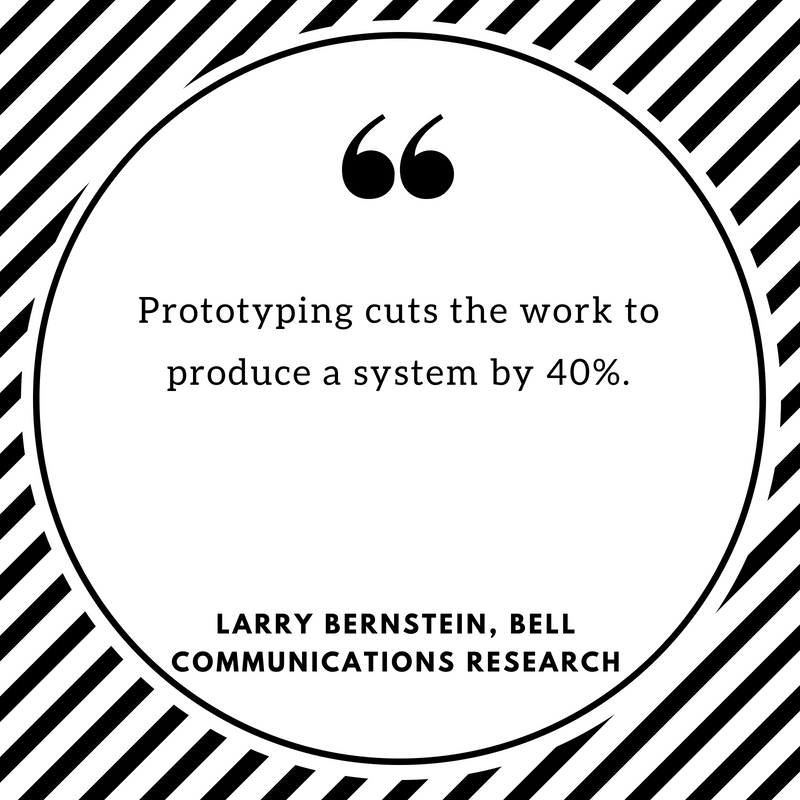 “
Prototyping cuts the work to
produce a system by 40%.
LARRY BERNSTEIN, BELL
COMMUNICATIONS RESEARCH